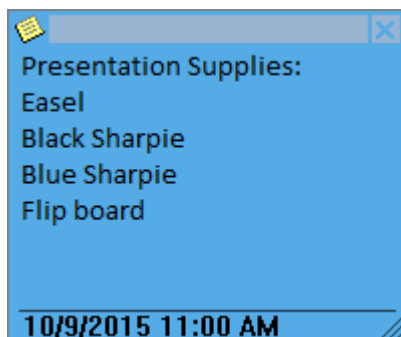 Presentation Supplies:
Easel
Black Sharpie
Blue Sharpie
Flip board
10/9/2015 11:00 AM